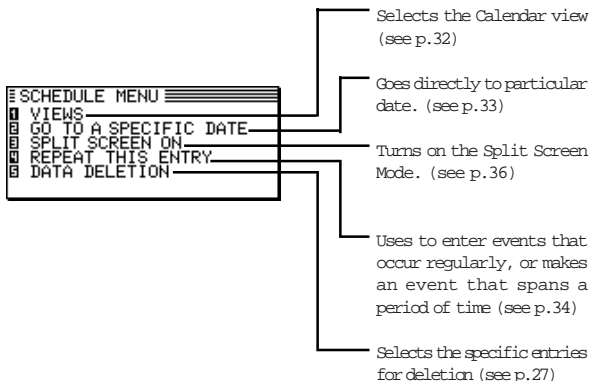 SCHEDULE MENU
1 VIEWS
2 GO TO A SPECIFIC DATE
3 SPLIT SCREEN ON
4 REPEAT THIS ENTRY
5 DATA DELETION
Selects the Calendar view
(see p.32)
Goes directly to particular
date. (see p.33)
Turns on the Split Screen
Mode. (see p.36)
Uses to enter events that
occur regularly, or makes
an event that spans a
period of time (see p.34)
Selects the specific entries
for deletion (see p.27)